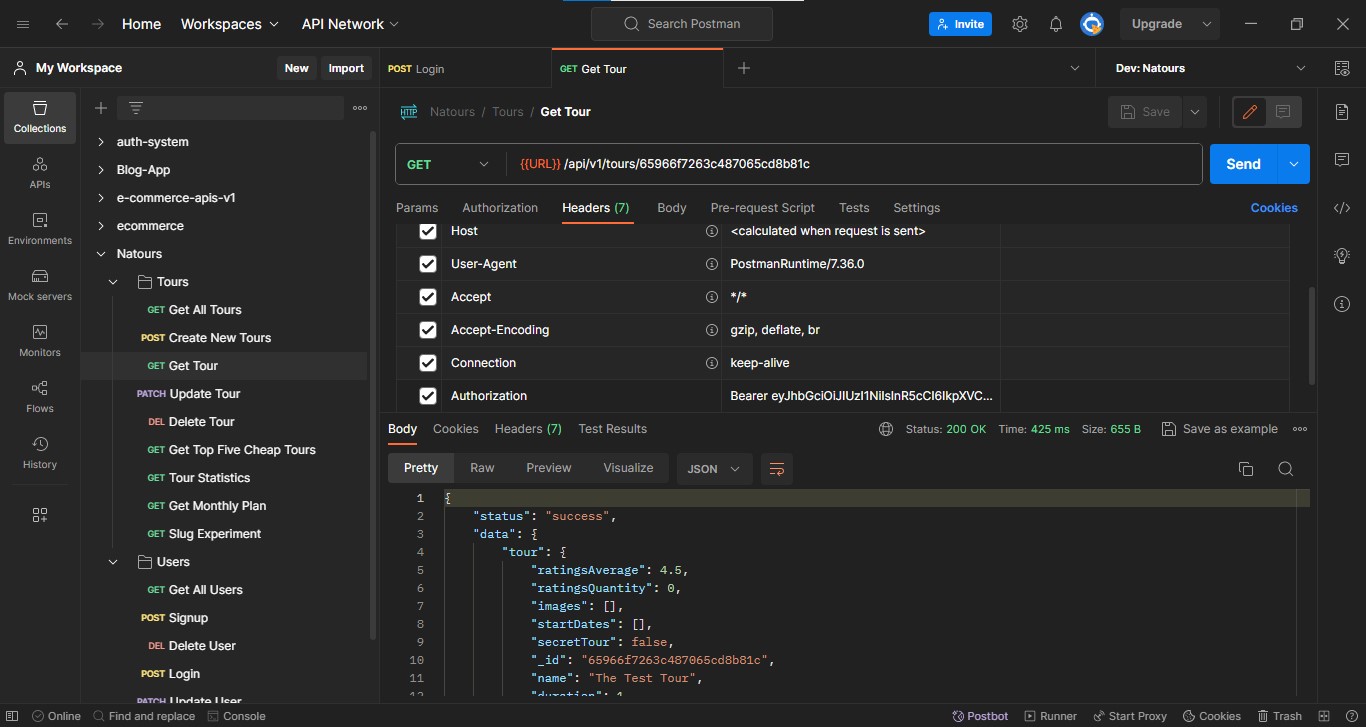 Home Workspaces API Network Search Postman Invite Upgrade
My Workspace New Import POST Login GET Get Tour Dev: Natours
Collections
APIs
Environments
Mock servers
Monitors
Flows
History
auth-system
Blog-App
e-commerce-apis-v1
ecommerce
Natours
Tours
GET Get All Tours
POST Create New Tours
GET Get Tour
PATCH Update Tour
DEL Delete Tour
GET Get Top Five Cheap Tours
GET Tour Statistics
GET Get Monthly Plan
GET Slug Experiment
Users
GET Get All Users
POST Signup
DEL Delete User
POST Login
PATCH Update User
HTTP Natours / Tours / Get Tour Save
GET {{URL}} /api/v1/tours/65966f7263c487065cd8b81c Send
Params Authorization Headers (7) Body Pre-request Script Tests Settings Cookies
Host <calculated when request is sent>
User-Agent PostmanRuntime/7.36.0
Accept */*
Accept-Encoding gzip, deflate, br
Connection keep-alive
Authorization Bearer eyJhbGciOiJIUzI1NiIsInR5cCI6IkpXVC...
Body Cookies Headers (7) Test Results Status: 200 OK Time: 425 ms Size: 655 B Save as example
Pretty Raw Preview Visualize JSON
1 {
2 "status": "success",
3 "data": {
4 "tour": {
5 "ratingsAverage": 4.5,
6 "ratingsQuantity": 0,
7 "images": [],
8 "startDates": [],
9 "secretTour": false,
10 "_id": "65966f7263c487065cd8b81c",
11 "name": "The Test Tour",
12 "duration": 1
Online Find and replace Console Postbot Runner Start Proxy Cookies Trash